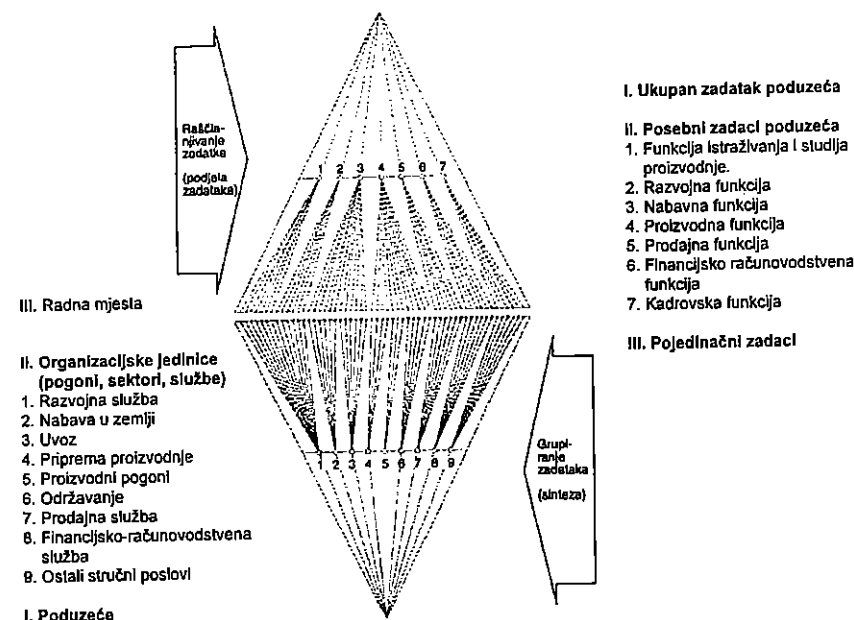 Raščla-
njivanje
zadatka
(podjela
zadataka)
1 2 3 4 5 6 7
I. Ukupan zadatak poduzeća
II. Posebni zadaci poduzeća
1. Funkcija istraživanja i studija
proizvodnje.
2. Razvojna funkcija
3. Nabavna funkcija
4. Proizvodna funkcija
5. Prodajna funkcija
6. Financijsko računovodstvena
funkcija
7. Kadrovska funkcija
III. Pojedinačni zadaci
III. Radna mjesta
II. Organizacijske jedinice
(pogoni, sektori, službe)
1. Razvojna služba
2. Nabava u zemlji
3. Uvoz
4. Priprema proizvodnje
5. Proizvodni pogoni
6. Održavanje
7. Prodajna služba
8. Financijsko-računovodstvena
služba
9. Ostali stručni poslovi
I. Poduzeće
1 2 3 4 5 6 7 8 9
Grupi-
ranje
zadataka
(sinteza)